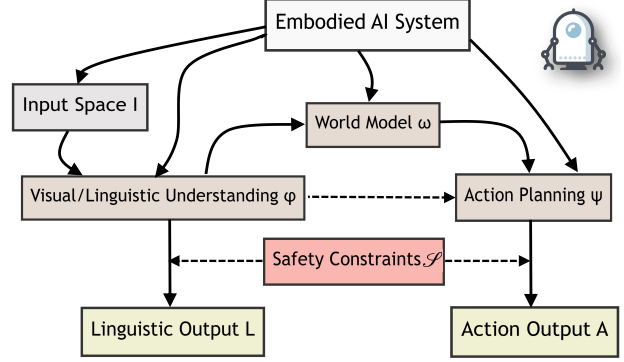 Embodied AI System
Input Space I
World Model ω
Visual/Linguistic Understanding φ
Action Planning ψ
Safety Constraints 𝒮
Linguistic Output L
Action Output A